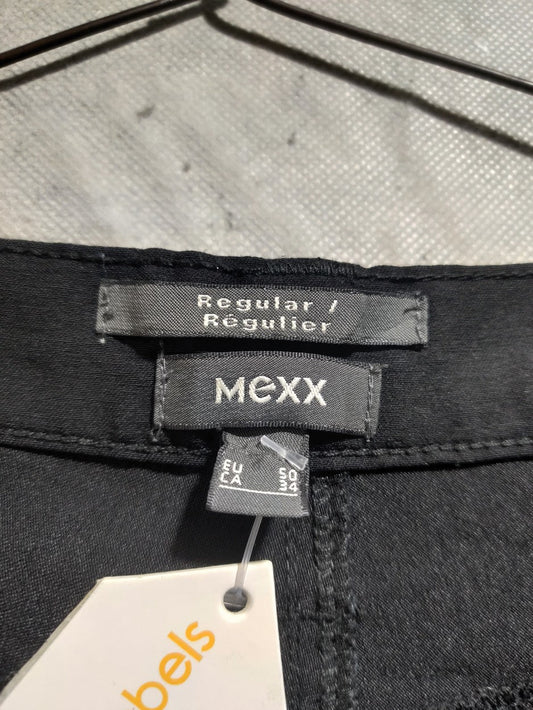 Regular /
Régulier
Mexx
EU 50
CA 34
bels